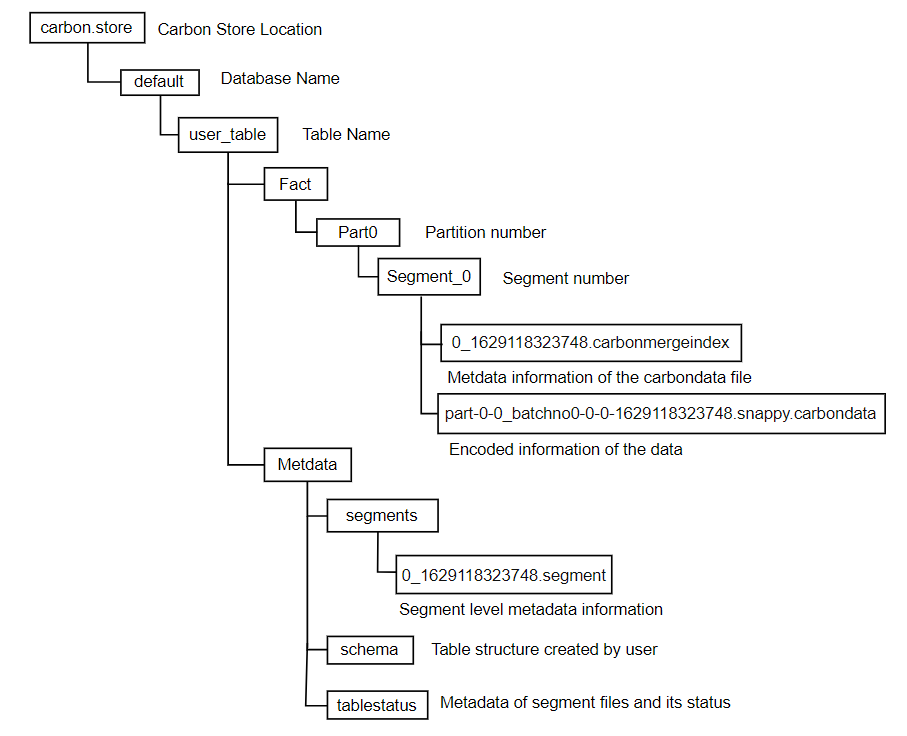 carbon.store
Carbon Store Location
default
Database Name
user_table
Table Name
Fact
Part0
Partition number
Segment_0
Segment number
0_1629118323748.carbonmergeindex
Metdata information of the carbondata file
part-0-0_batchno0-0-0-1629118323748.snappy.carbondata
Encoded information of the data
Metdata
segments
0_1629118323748.segment
Segment level metadata information
schema
Table structure created by user
tablestatus
Metadada of segment files and its status